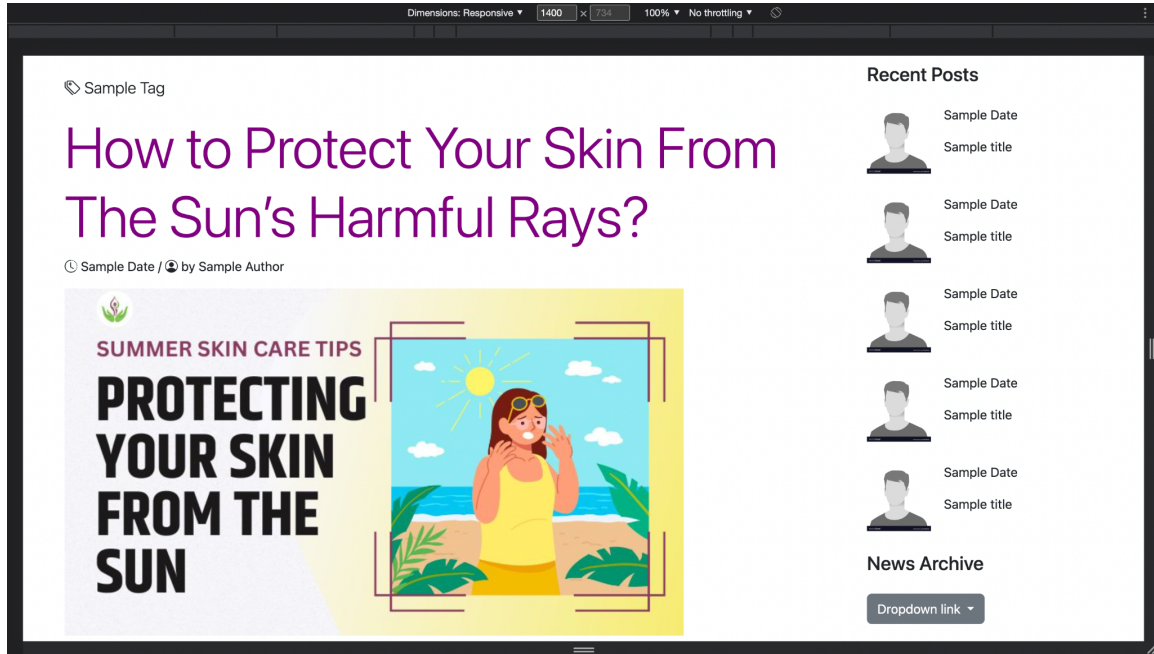 Dimensions: Responsive ▼ 1400 × 734 100% ▼ No throttling ▼
Sample Tag
How to Protect Your Skin From
The Sun’s Harmful Rays?
Sample Date / by Sample Author
SUMMER SKIN CARE TIPS
PROTECTING
YOUR SKIN
FROM THE
SUN
Recent Posts
Sample Date
Sample title
Sample Date
Sample title
Sample Date
Sample title
Sample Date
Sample title
Sample Date
Sample title
News Archive
Dropdown link